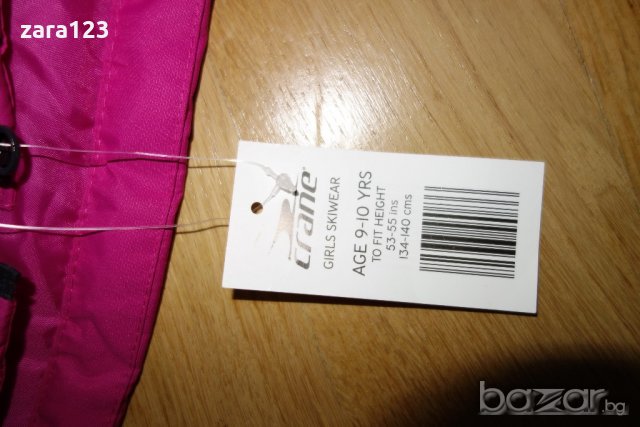 zara123
crane
GIRLS SKIWEAR
AGE 9-10 YRS
TO FIT HEIGHT
53-55 ins
134-140 cms
bazar.bg